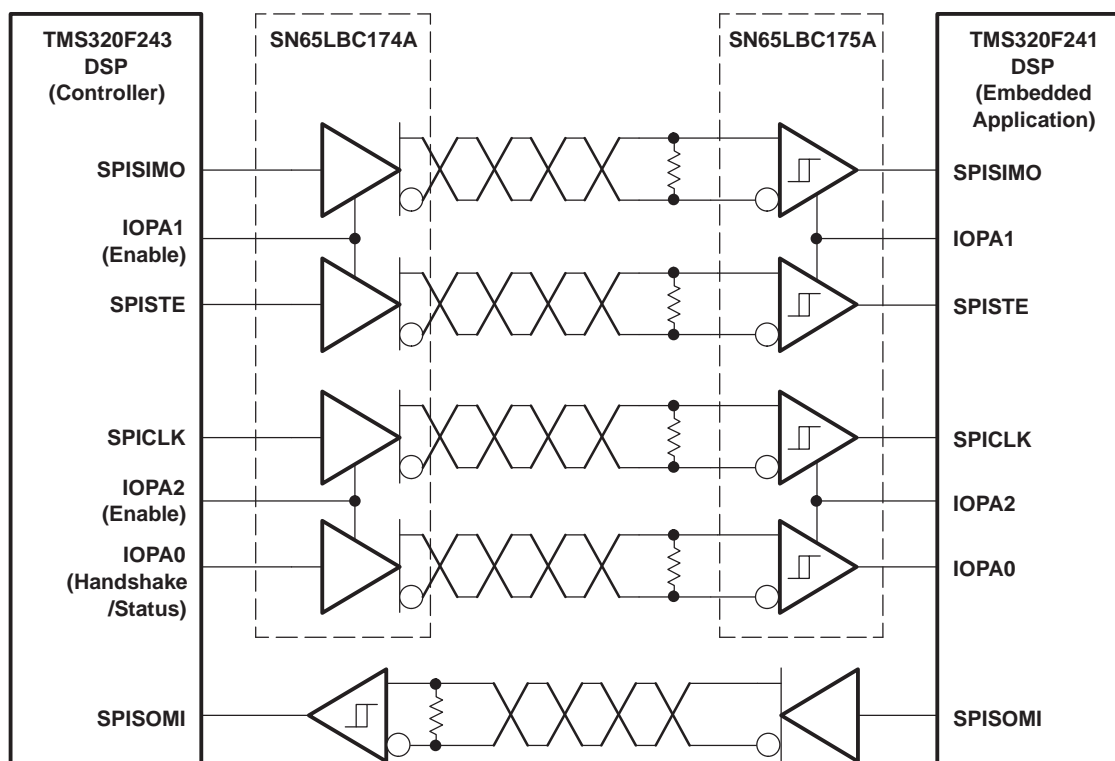 TMS320F243
DSP
(Controller)
SN65LBC174A
SN65LBC175A
TMS320F241
DSP
(Embedded
Application)
SPISIMO
SPISIMO
IOPA1
(Enable)
IOPA1
SPISTE
SPISTE
SPICLK
SPICLK
IOPA2
(Enable)
IOPA2
IOPA0
(Handshake
/Status)
IOPA0
SPISOMI
SPISOMI